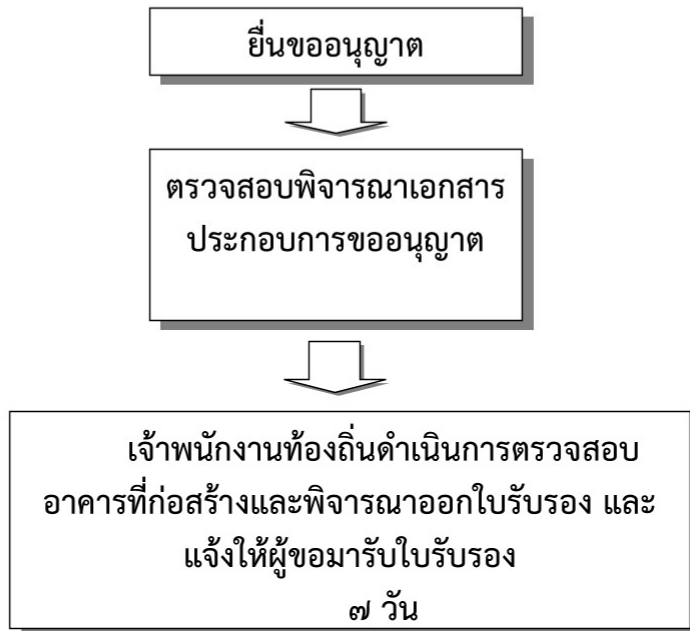 ยื่นขออนุญาต
ตรวจสอบพิจารณาเอกสาร
ประกอบการขออนุญาต
เจ้าพนักงานท้องถิ่นดำเนินการตรวจสอบ
อาคารที่ก่อสร้างและพิจารณาออกใบรับรอง และ
แจ้งให้ผู้ขอมารับใบรับรอง
๗ วัน